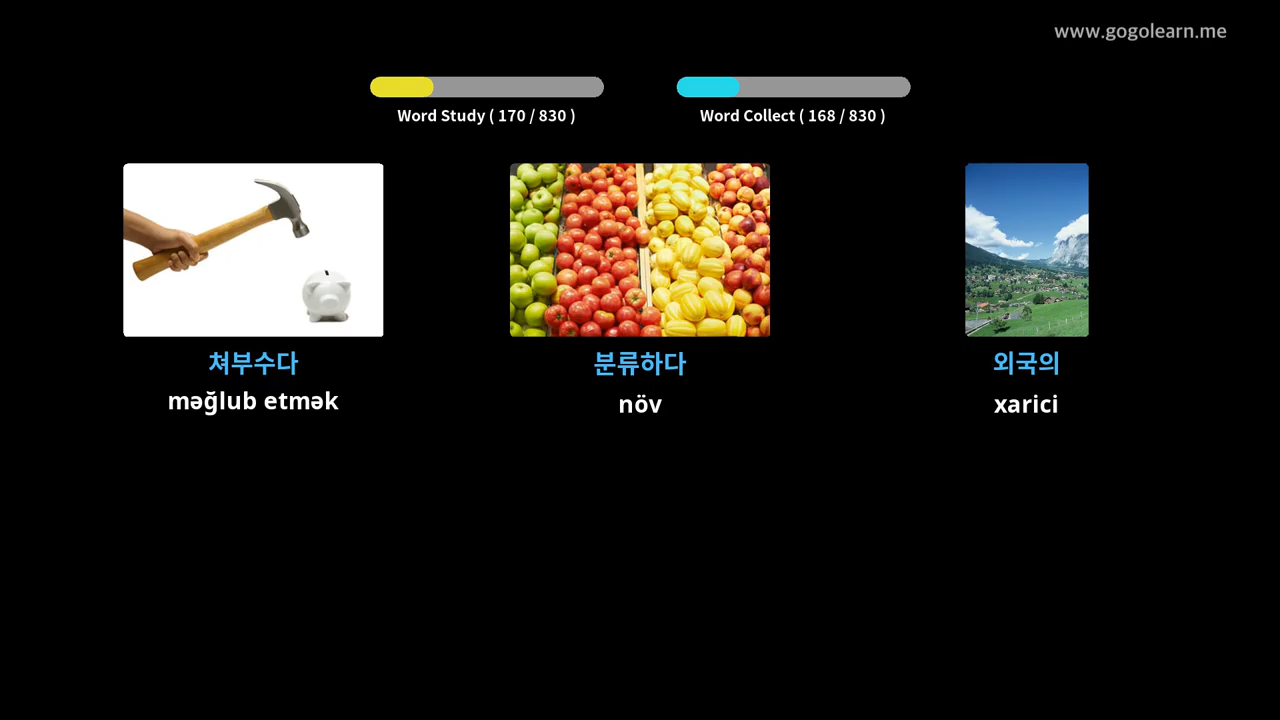 www.gogolearn.me
Word Study ( 170 / 830 )
Word Collect ( 168 / 830 )
쳐부수다
분류하다
외국의
məğlub etmək
növ
xarici